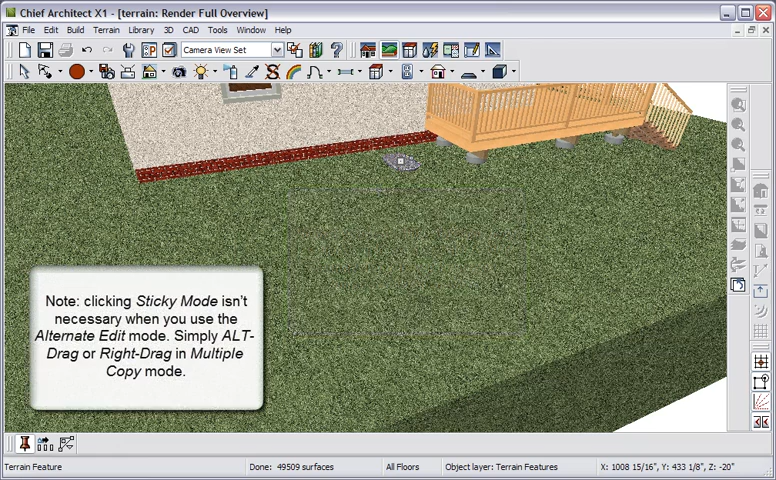 Chief Architect X1 - [terrain: Render Full Overview]
File Edit Build Terrain Library 3D CAD Tools Window Help
Camera View Set
Note: clicking Sticky Mode isn't
necessary when you use the
Alternate Edit mode. Simply ALT-
Drag or Right-Drag in Multiple
Copy mode.
Terrain Feature Done: 49509 surfaces All Floors Object layer: Terrain Features X: 1008 15/16", Y: 433 1/8", Z: -20"